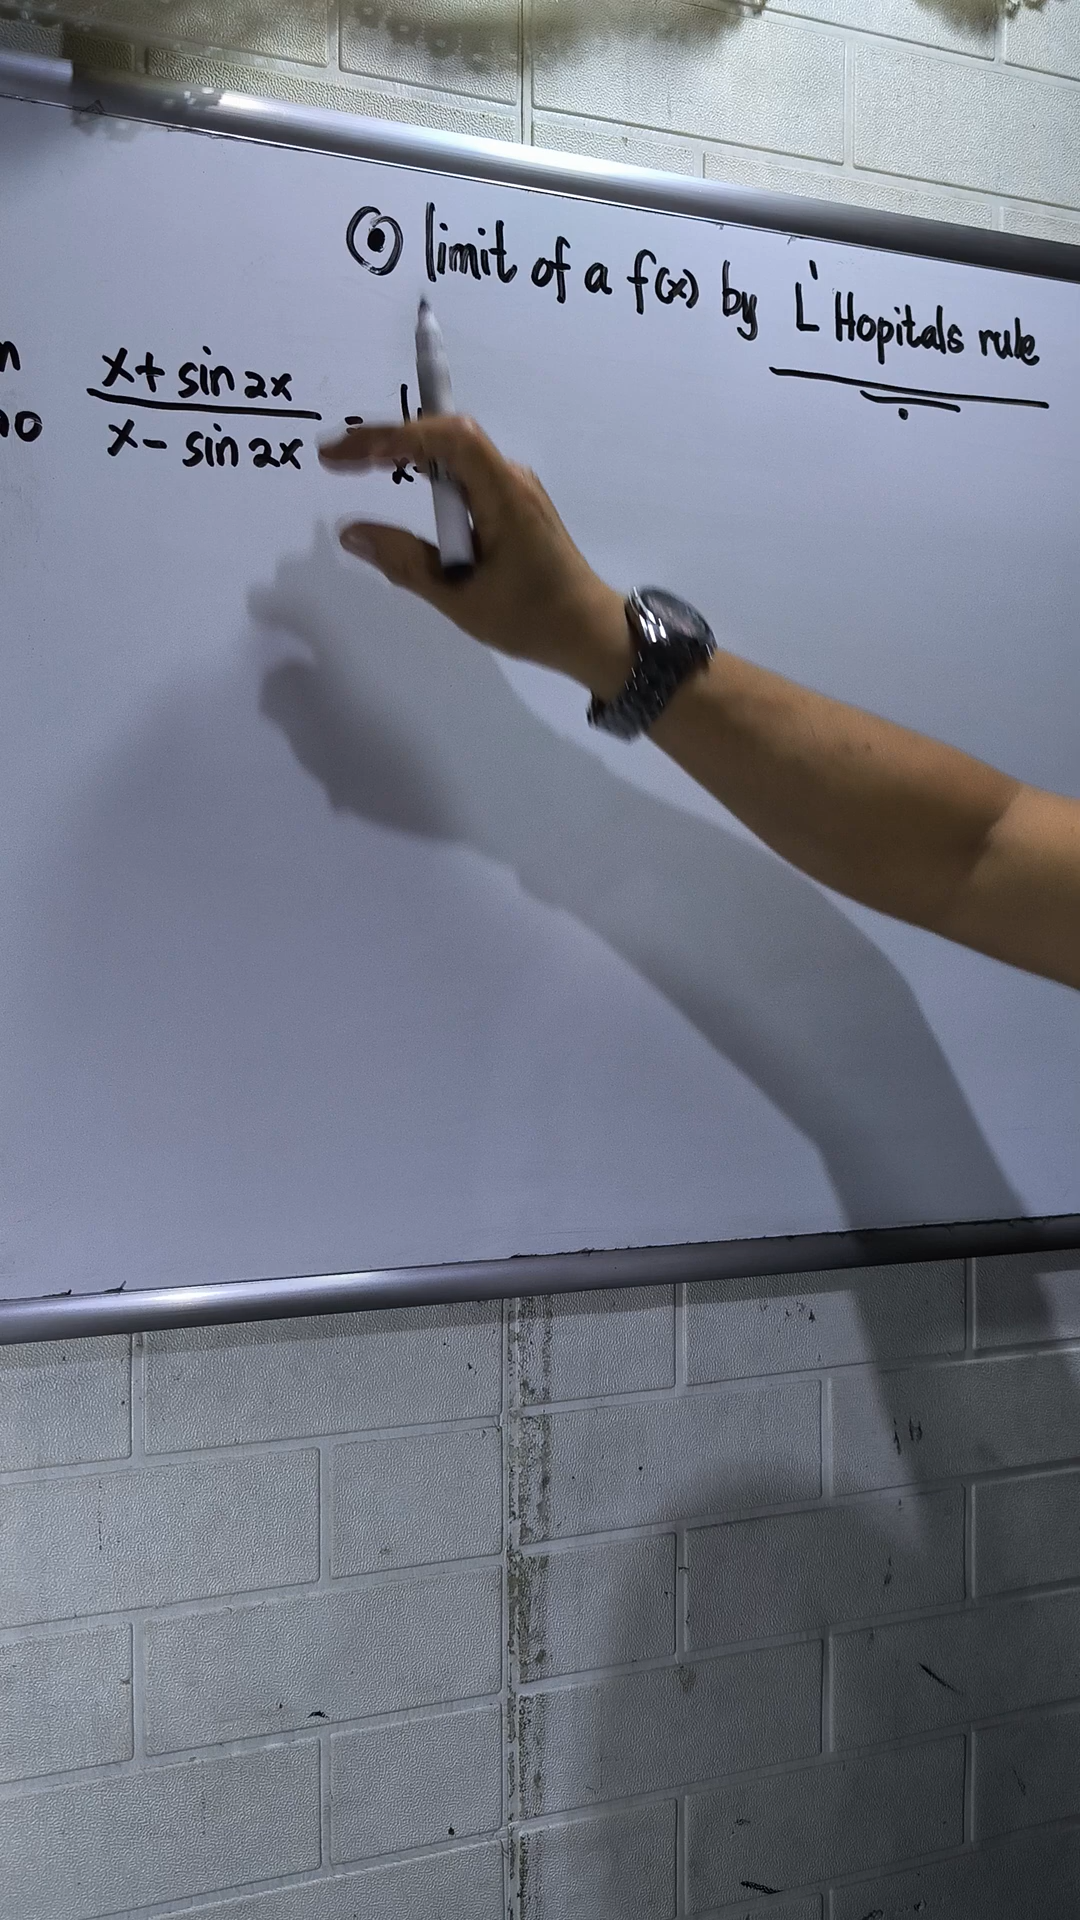 ⊙ limit of a f(x) by L'Hopitals rule
x + sin 2x
x - sin 2x
=